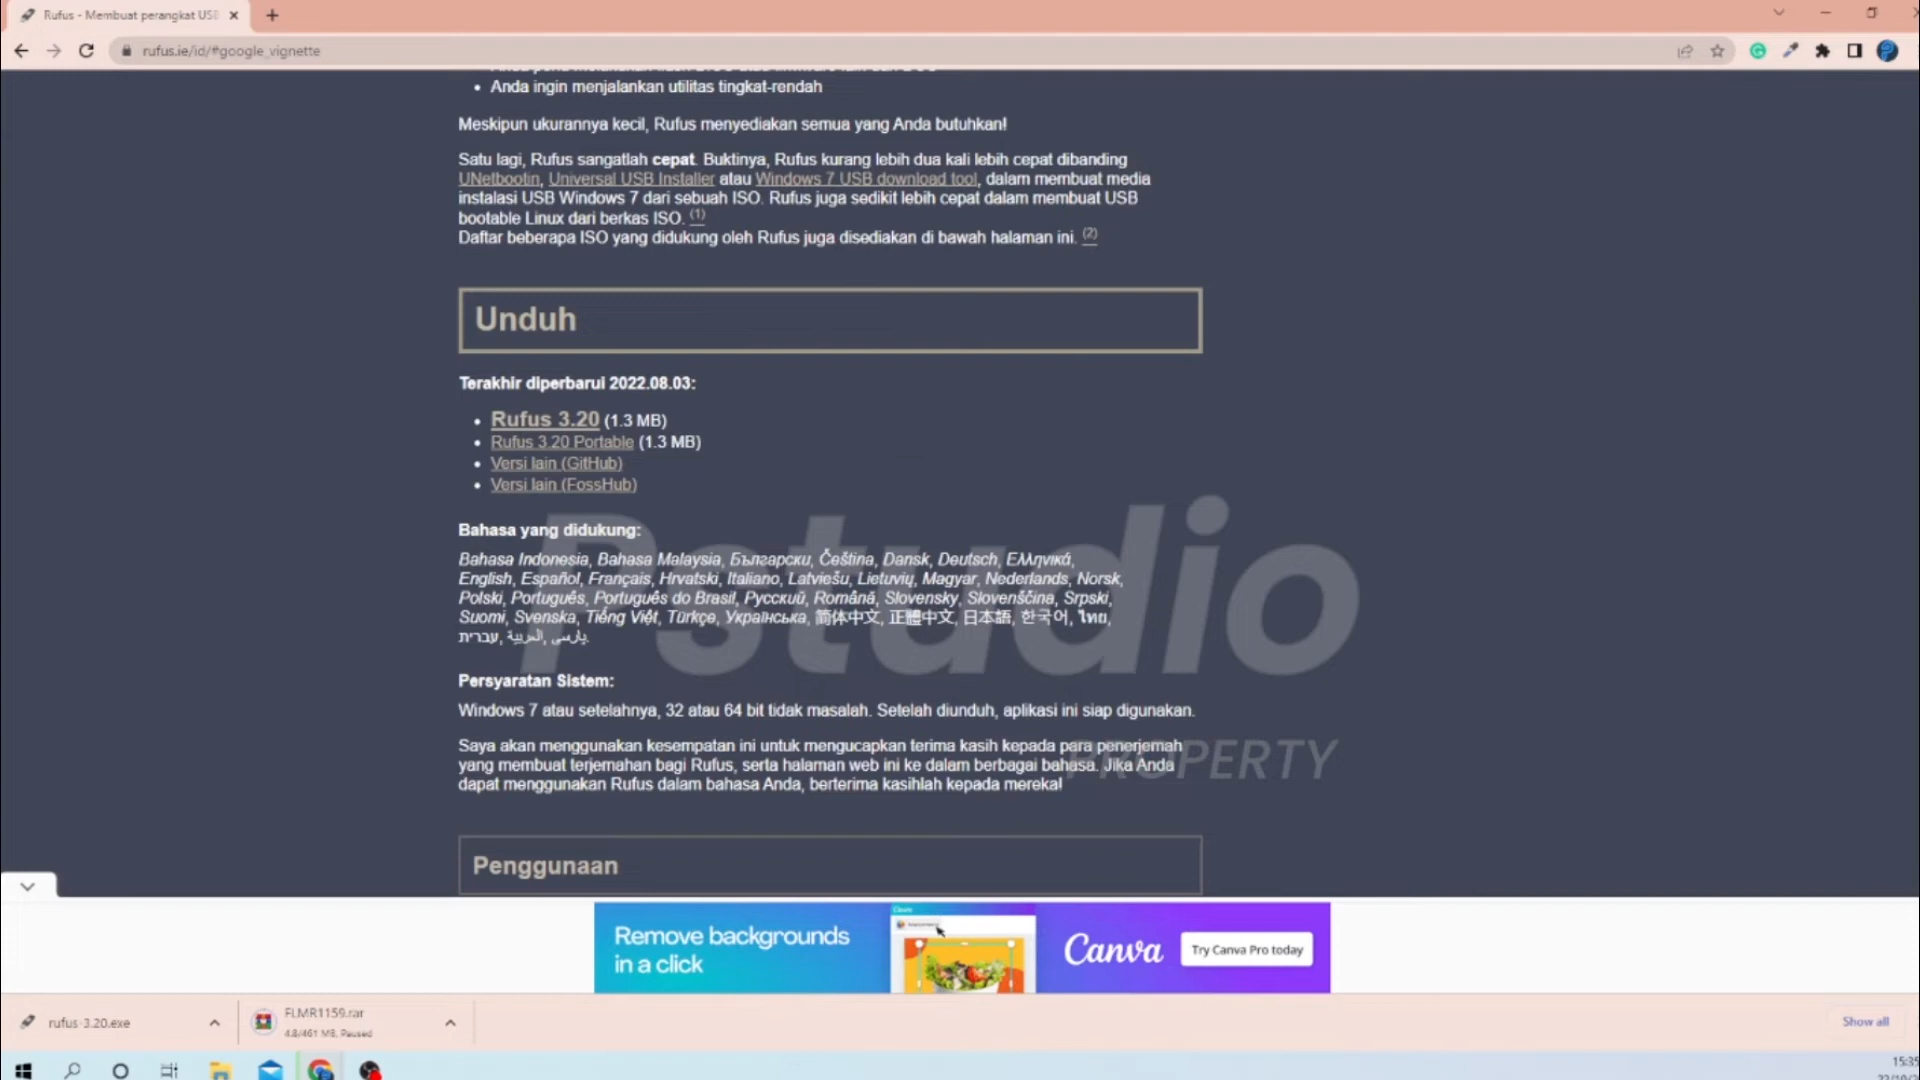 Rufus - Membuat perangkat USB
rufus.ie/id/#google_vignette
Anda ingin menjalankan utilitas tingkat-rendah
Meskipun ukurannya kecil, Rufus menyediakan semua yang Anda butuhkan!
Satu lagi, Rufus sangatlah cepat. Buktinya, Rufus kurang lebih dua kali lebih cepat dibanding
UNetbootin, Universal USB Installer atau Windows 7 USB download tool, dalam membuat media
instalasi USB Windows 7 dari sebuah ISO. Rufus juga sedikit lebih cepat dalam membuat USB
bootable Linux dari berkas ISO. (1)
Daftar beberapa ISO yang didukung oleh Rufus juga disediakan di bawah halaman ini. (2)
Unduh
Terakhir diperbarui 2022.08.03:
Rufus 3.20 (1.3 MB)
Rufus 3.20 Portable (1.3 MB)
Versi lain (GitHub)
Versi lain (FossHub)
Bahasa yang didukung:
Bahasa Indonesia, Bahasa Malaysia, Български, Čeština, Dansk, Deutsch, Ελληνικά,
English, Español, Français, Hrvatski, Italiano, Latviešu, Lietuvių, Magyar, Nederlands, Norsk,
Polski, Português, Português do Brasil, Русский, Română, Slovensky, Slovenščina, Srpski,
Suomi, Svenska, Tiếng Việt, Türkçe, Українська, 简体中文, 正體中文, 日本語, 한국어, ไทย,
עברית, العربية, پارسی.
Pstudio
PROPERTY
Persyaratan Sistem:
Windows 7 atau setelahnya, 32 atau 64 bit tidak masalah. Setelah diunduh, aplikasi ini siap digunakan.
Saya akan menggunakan kesempatan ini untuk mengucapkan terima kasih kepada para penerjemah
yang membuat terjemahan bagi Rufus, serta halaman web ini ke dalam berbagai bahasa. Jika Anda
dapat menggunakan Rufus dalam bahasa Anda, berterima kasihlah kepada mereka!
Penggunaan
Remove backgrounds
in a click
Canva
Try Canva Pro today
rufus-3.20.exe
FLMR1159.rar
4.8/461 MB, Paused
Show all
15:35